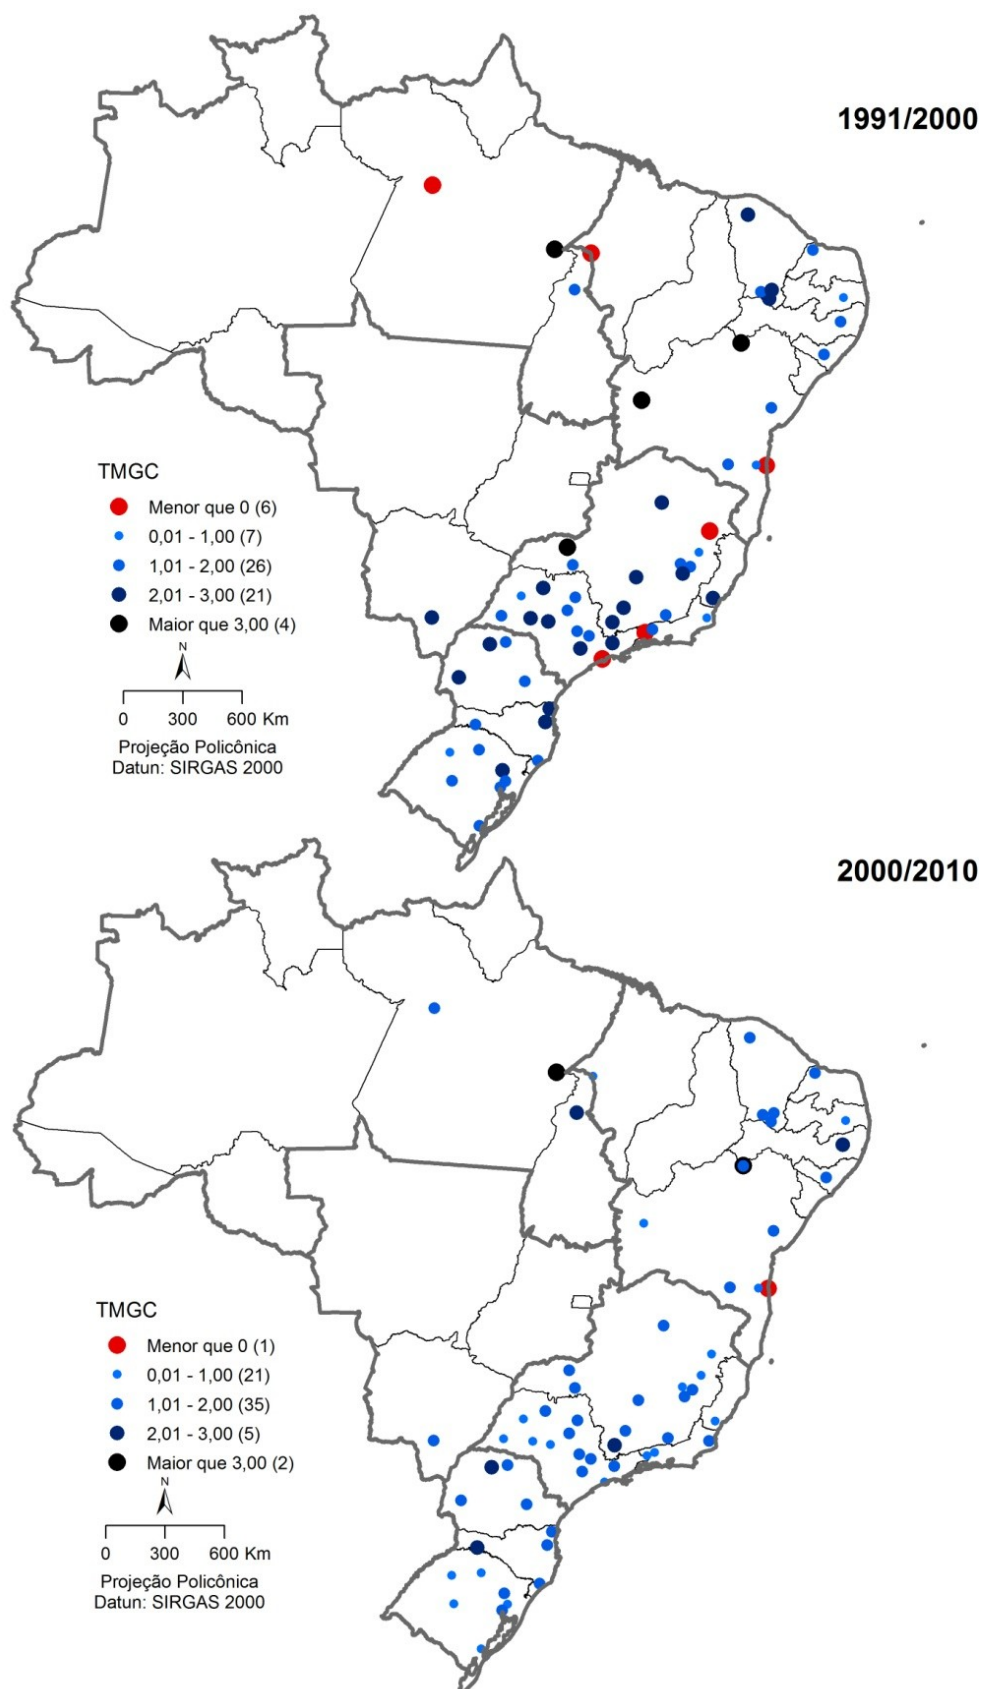 1991/2000
TMGC
Menor que 0 (6)
0,01 - 1,00 (7)
1,01 - 2,00 (26)
2,01 - 3,00 (21)
Maior que 3,00 (4)
N
0 300 600 Km
Projeção Policônica
Datun: SIRGAS 2000
2000/2010
TMGC
Menor que 0 (1)
0,01 - 1,00 (21)
1,01 - 2,00 (35)
2,01 - 3,00 (5)
Maior que 3,00 (2)
N
0 300 600 Km
Projeção Policônica
Datun: SIRGAS 2000